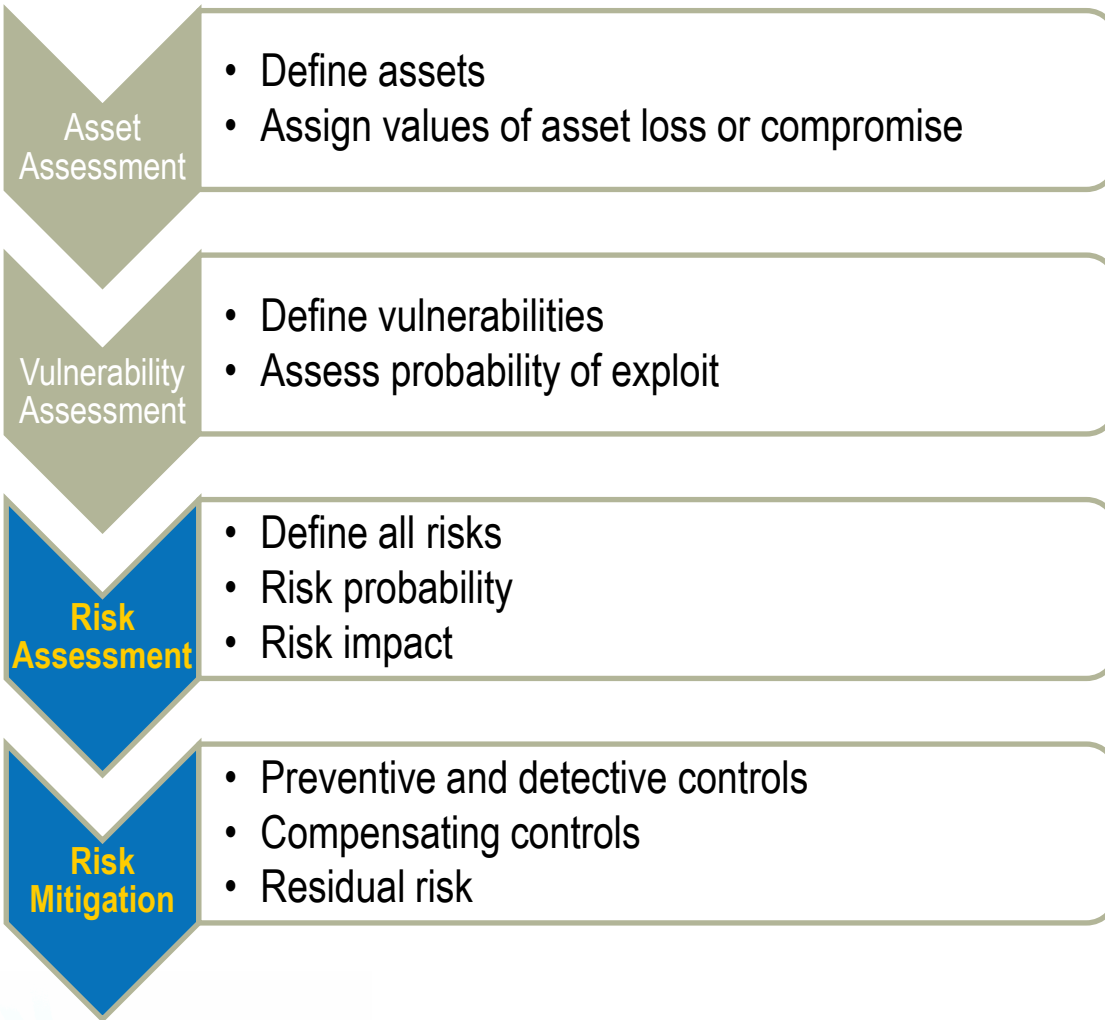 Asset
Assessment
• Define assets
• Assign values of asset loss or compromise
Vulnerability
Assessment
• Define vulnerabilities
• Assess probability of exploit
Risk
Assessment
• Define all risks
• Risk probability
• Risk impact
Risk
Mitigation
• Preventive and detective controls
• Compensating controls
• Residual risk